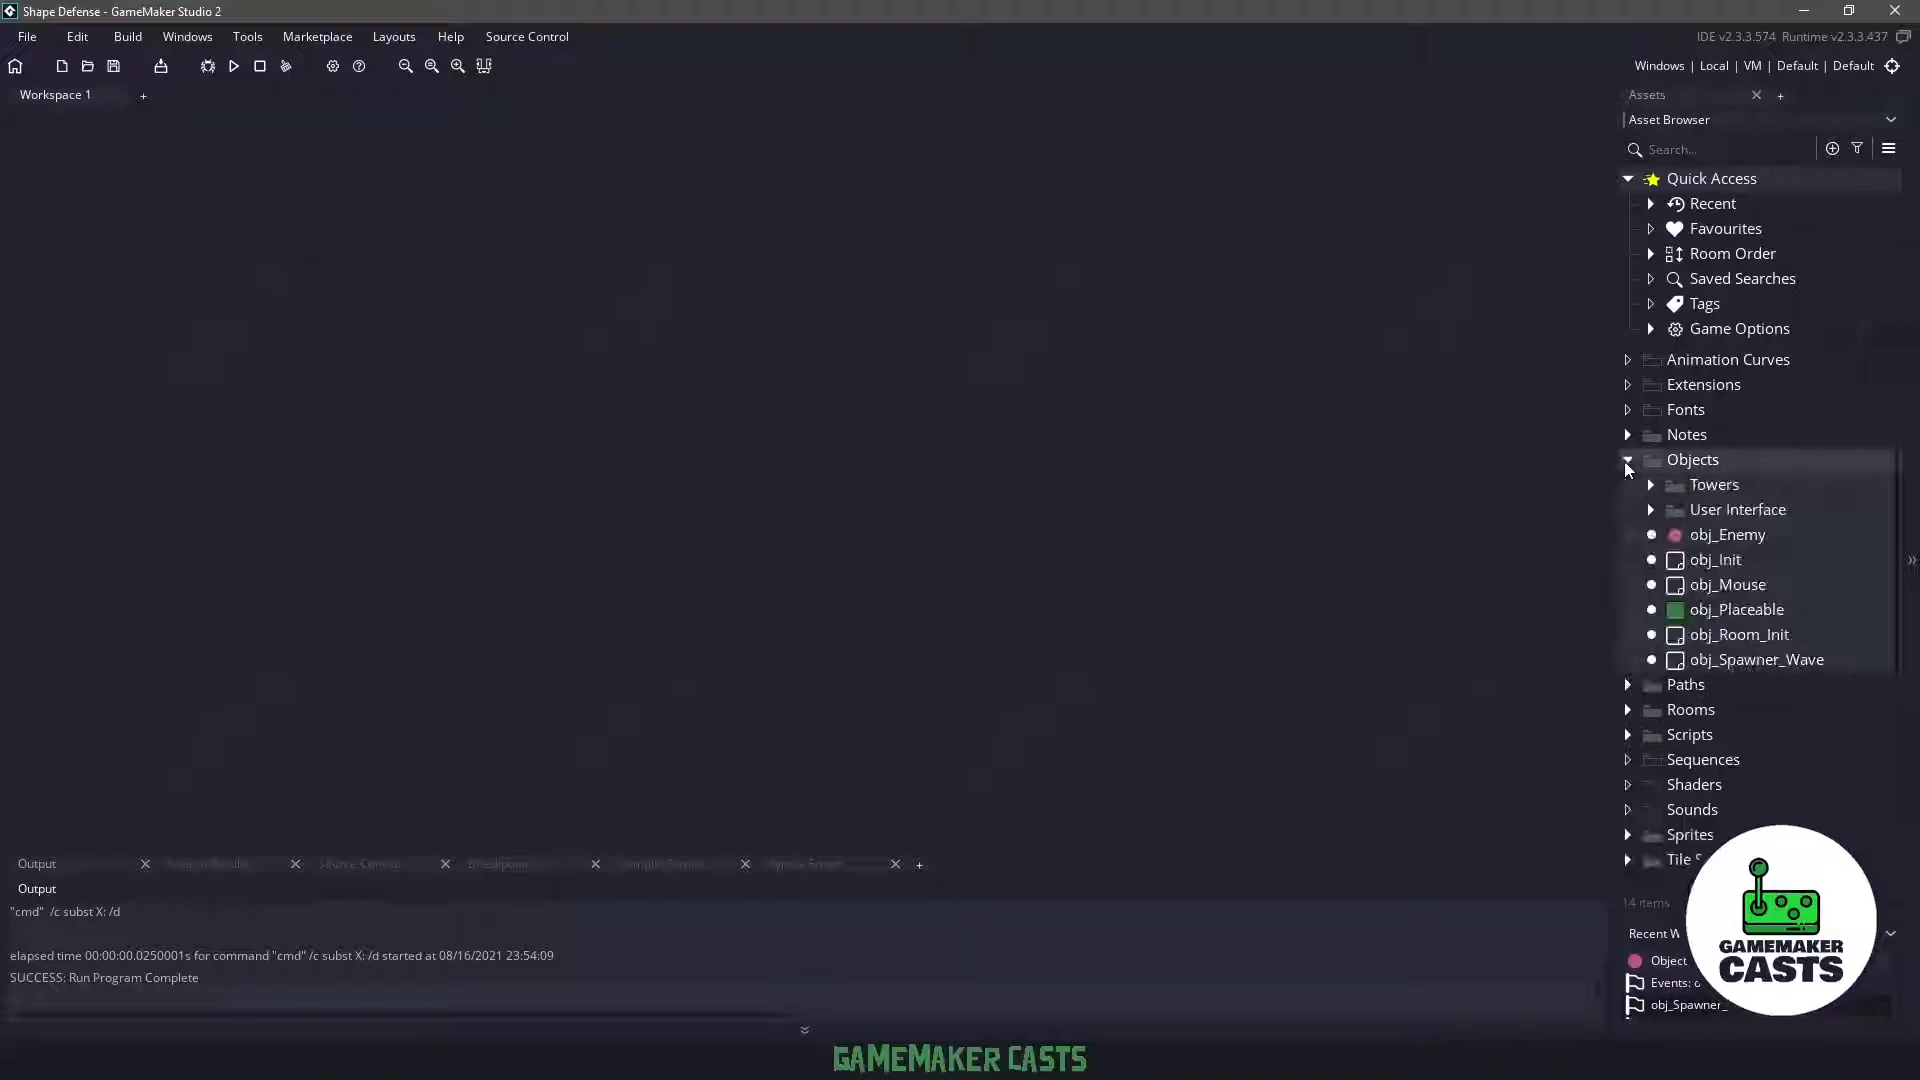 Shape Defense - GameMaker Studio 2
File Edit Build Windows Tools Marketplace Layouts Help Source Control
IDE v2.3.3.574 Runtime v2.3.3.437
Windows | Local | VM | Default | Default
Workspace 1
Assets
Asset Browser
Search...
Quick Access
Recent
Favourites
Room Order
Saved Searches
Tags
Game Options
Animation Curves
Extensions
Fonts
Notes
Objects
Towers
User Interface
obj_Enemy
obj_Init
obj_Mouse
obj_Placeable
obj_Room_Init
obj_Spawner_Wave
Paths
Rooms
Scripts
Sequences
Shaders
Sounds
Sprites
Tile S
14 items
Recent W
Object
Events: o
obj_Spawner_
Output
Output
"cmd" /c subst X: /d
elapsed time 00:00:00.0250001s for command "cmd" /c subst X: /d started at 08/16/2021 23:54:09
SUCCESS: Run Program Complete
GAMEMAKER
CASTS
GAMEMAKER CASTS